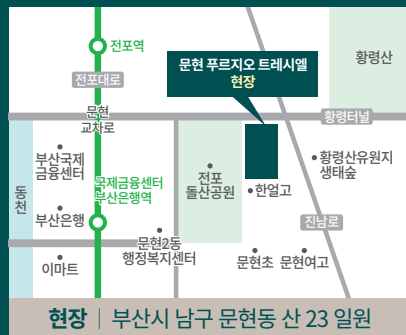 전포역
전포대로
문현 푸르지오 트레시엘
현장
황령산
문현
교차로
황령터널
부산국제
금융센터
동천
국제금융센터
부산은행역
부산은행
이마트
전포
돌산공원
한얼고
황령산유원지
생태숲
진남로
문현2동
행정복지센터
문현초
문현여고
현장 | 부산시 남구 문현동 산 23 일원